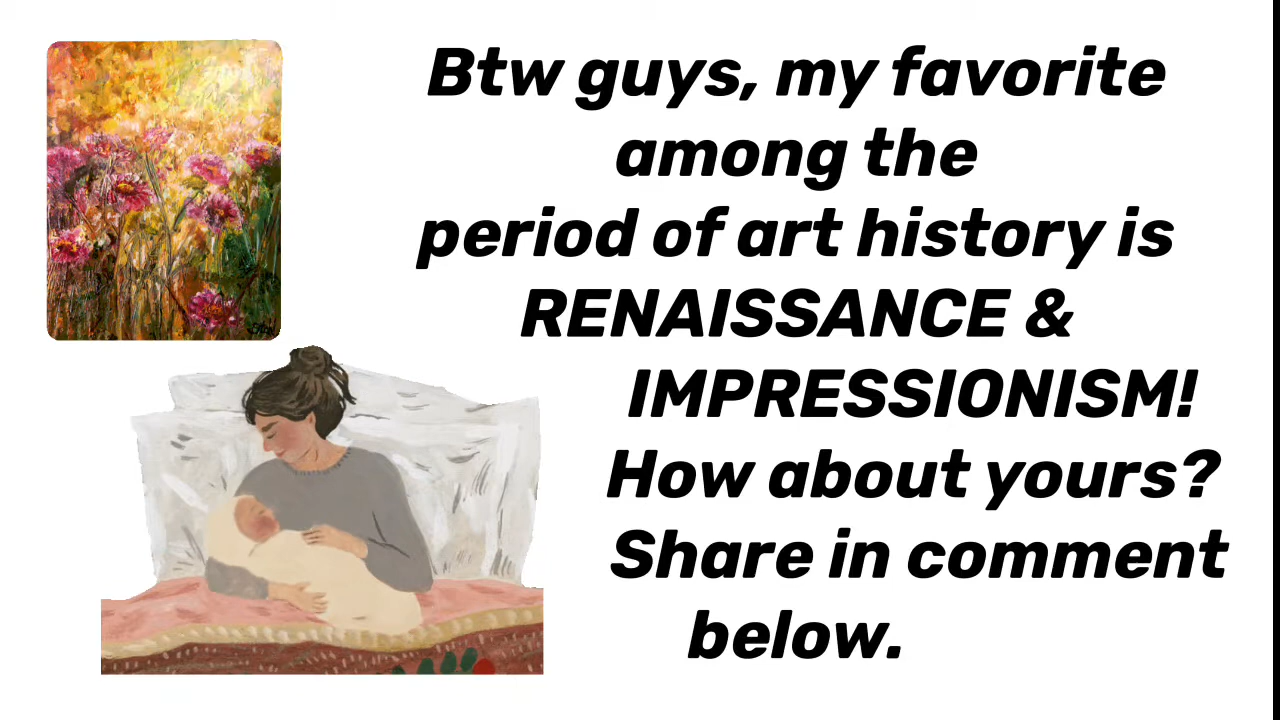 Btw guys, my favorite
among the
period of art history is
RENAISSANCE &
IMPRESSIONISM!
How about yours?
Share in comment
below.